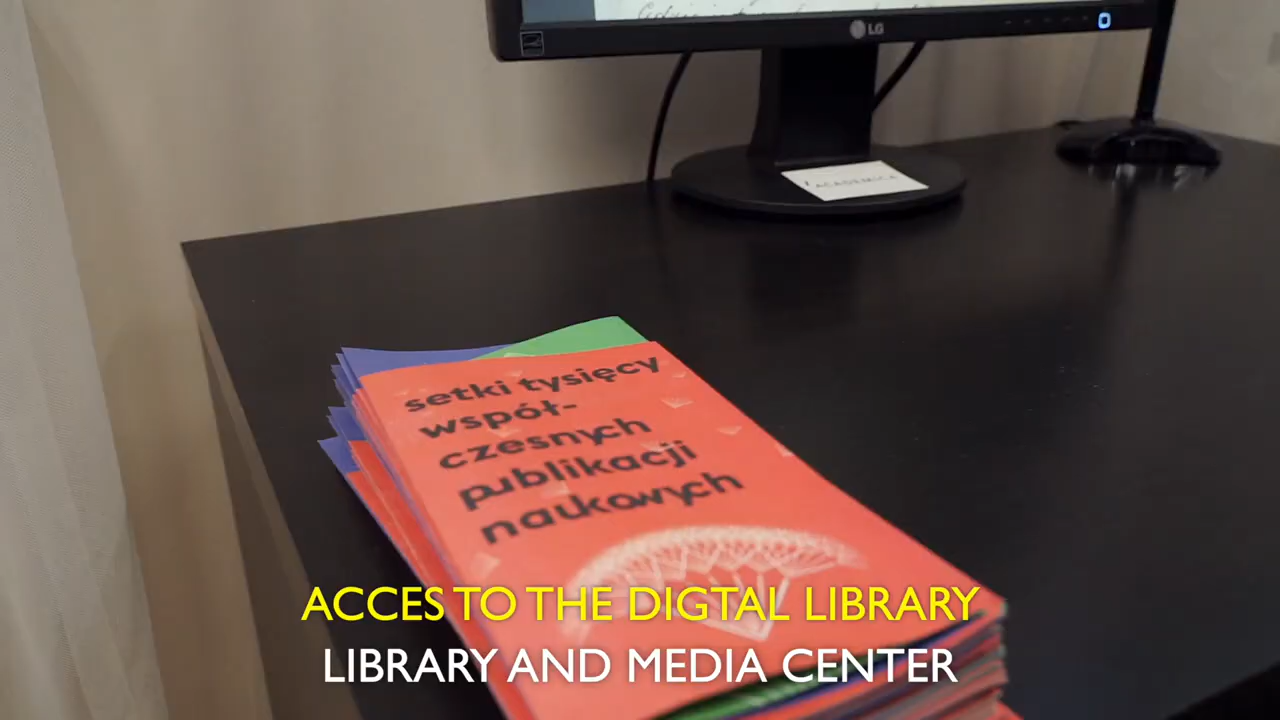 LG
ACADEMICA
setki tysięcy
współ-
czesnych
publikacji
naukowych
ACCES TO THE DIGTAL LIBRARY
LIBRARY AND MEDIA CENTER